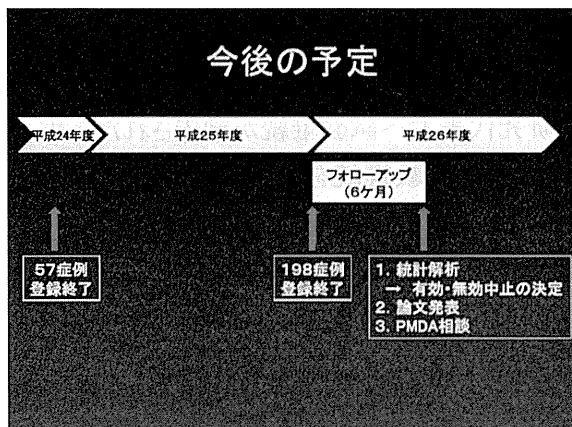 今後の予定
平成24年度
平成25年度
平成26年度
フォローアップ
(6ケ月)
57症例
登録終了
198症例
登録終了
1. 統計解析
→ 有効・無効中止の決定
2. 論文発表
3. PMDA相談